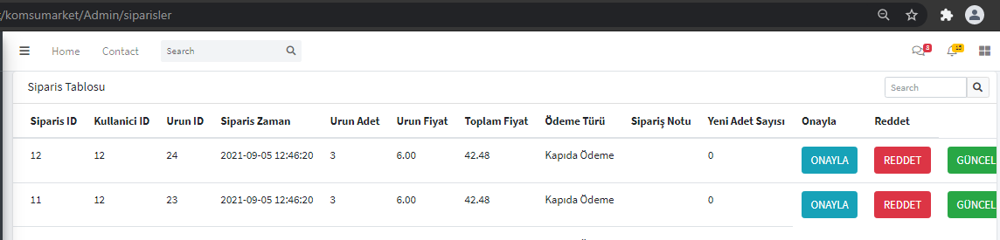 /komsumarket/Admin/siparisler
Home Contact Search 8 15
Siparis Tablosu Search
Siparis ID Kullanici ID Urun ID Siparis Zaman Urun Adet Urun Fiyat Toplam Fiyat Ödeme Türü Sipariş Notu Yeni Adet Sayısı Onayla Reddet
12 12 24 2021-09-05 12:46:20 3 6.00 42.48 Kapıda Ödeme 0 ONAYLA REDDET GÜNCEL
11 12 23 2021-09-05 12:46:20 3 6.00 42.48 Kapıda Ödeme 0 ONAYLA REDDET GÜNCEL